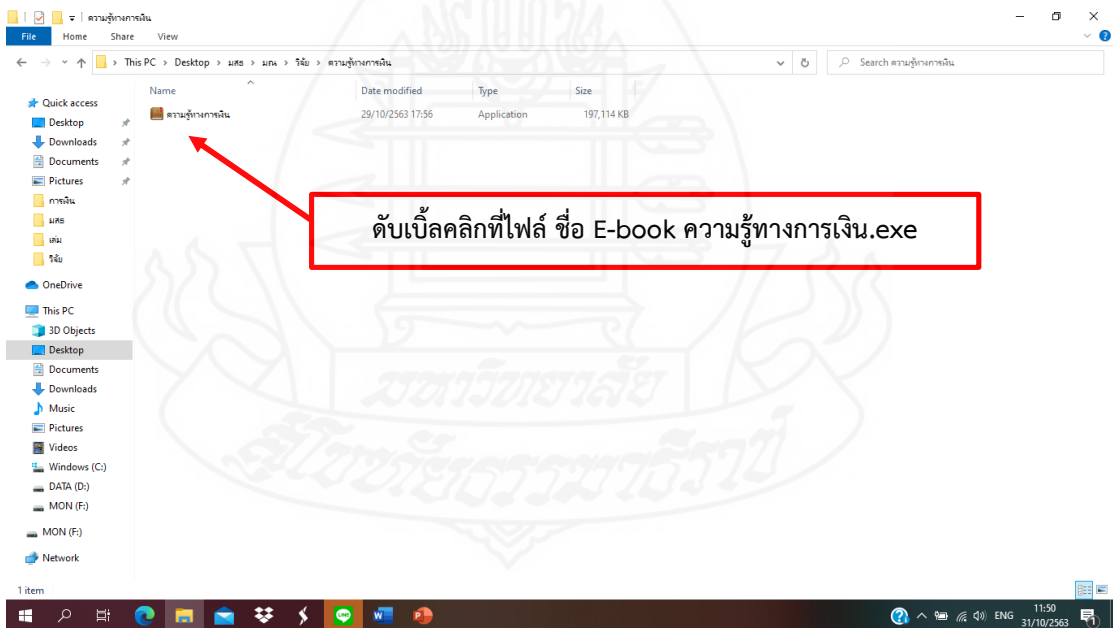 ความรู้ทางการเงิน
File Home Share View
This PC > Desktop > มสธ > มณ > วิจัย > ความรู้ทางการเงิน
Search ความรู้ทางการเงิน
Name Date modified Type Size
ความรู้ทางการเงิน 29/10/2563 17:56 Application 197,114 KB
Quick access
Desktop
Downloads
Documents
Pictures
การเงิน
มสธ
เล่ม
วิจัย
OneDrive
This PC
3D Objects
Desktop
Documents
Downloads
Music
Pictures
Videos
Windows (C:)
DATA (D:)
MON (F:)
MON (F:)
Network
ดับเบิ้ลคลิกที่ไฟล์ ชื่อ E-book ความรู้ทางการเงิน.exe
มหาวิทยาลัย
สุโขทัยธรรมาธิราช
1 item
LINE
ENG
11:50
31/10/2563
1